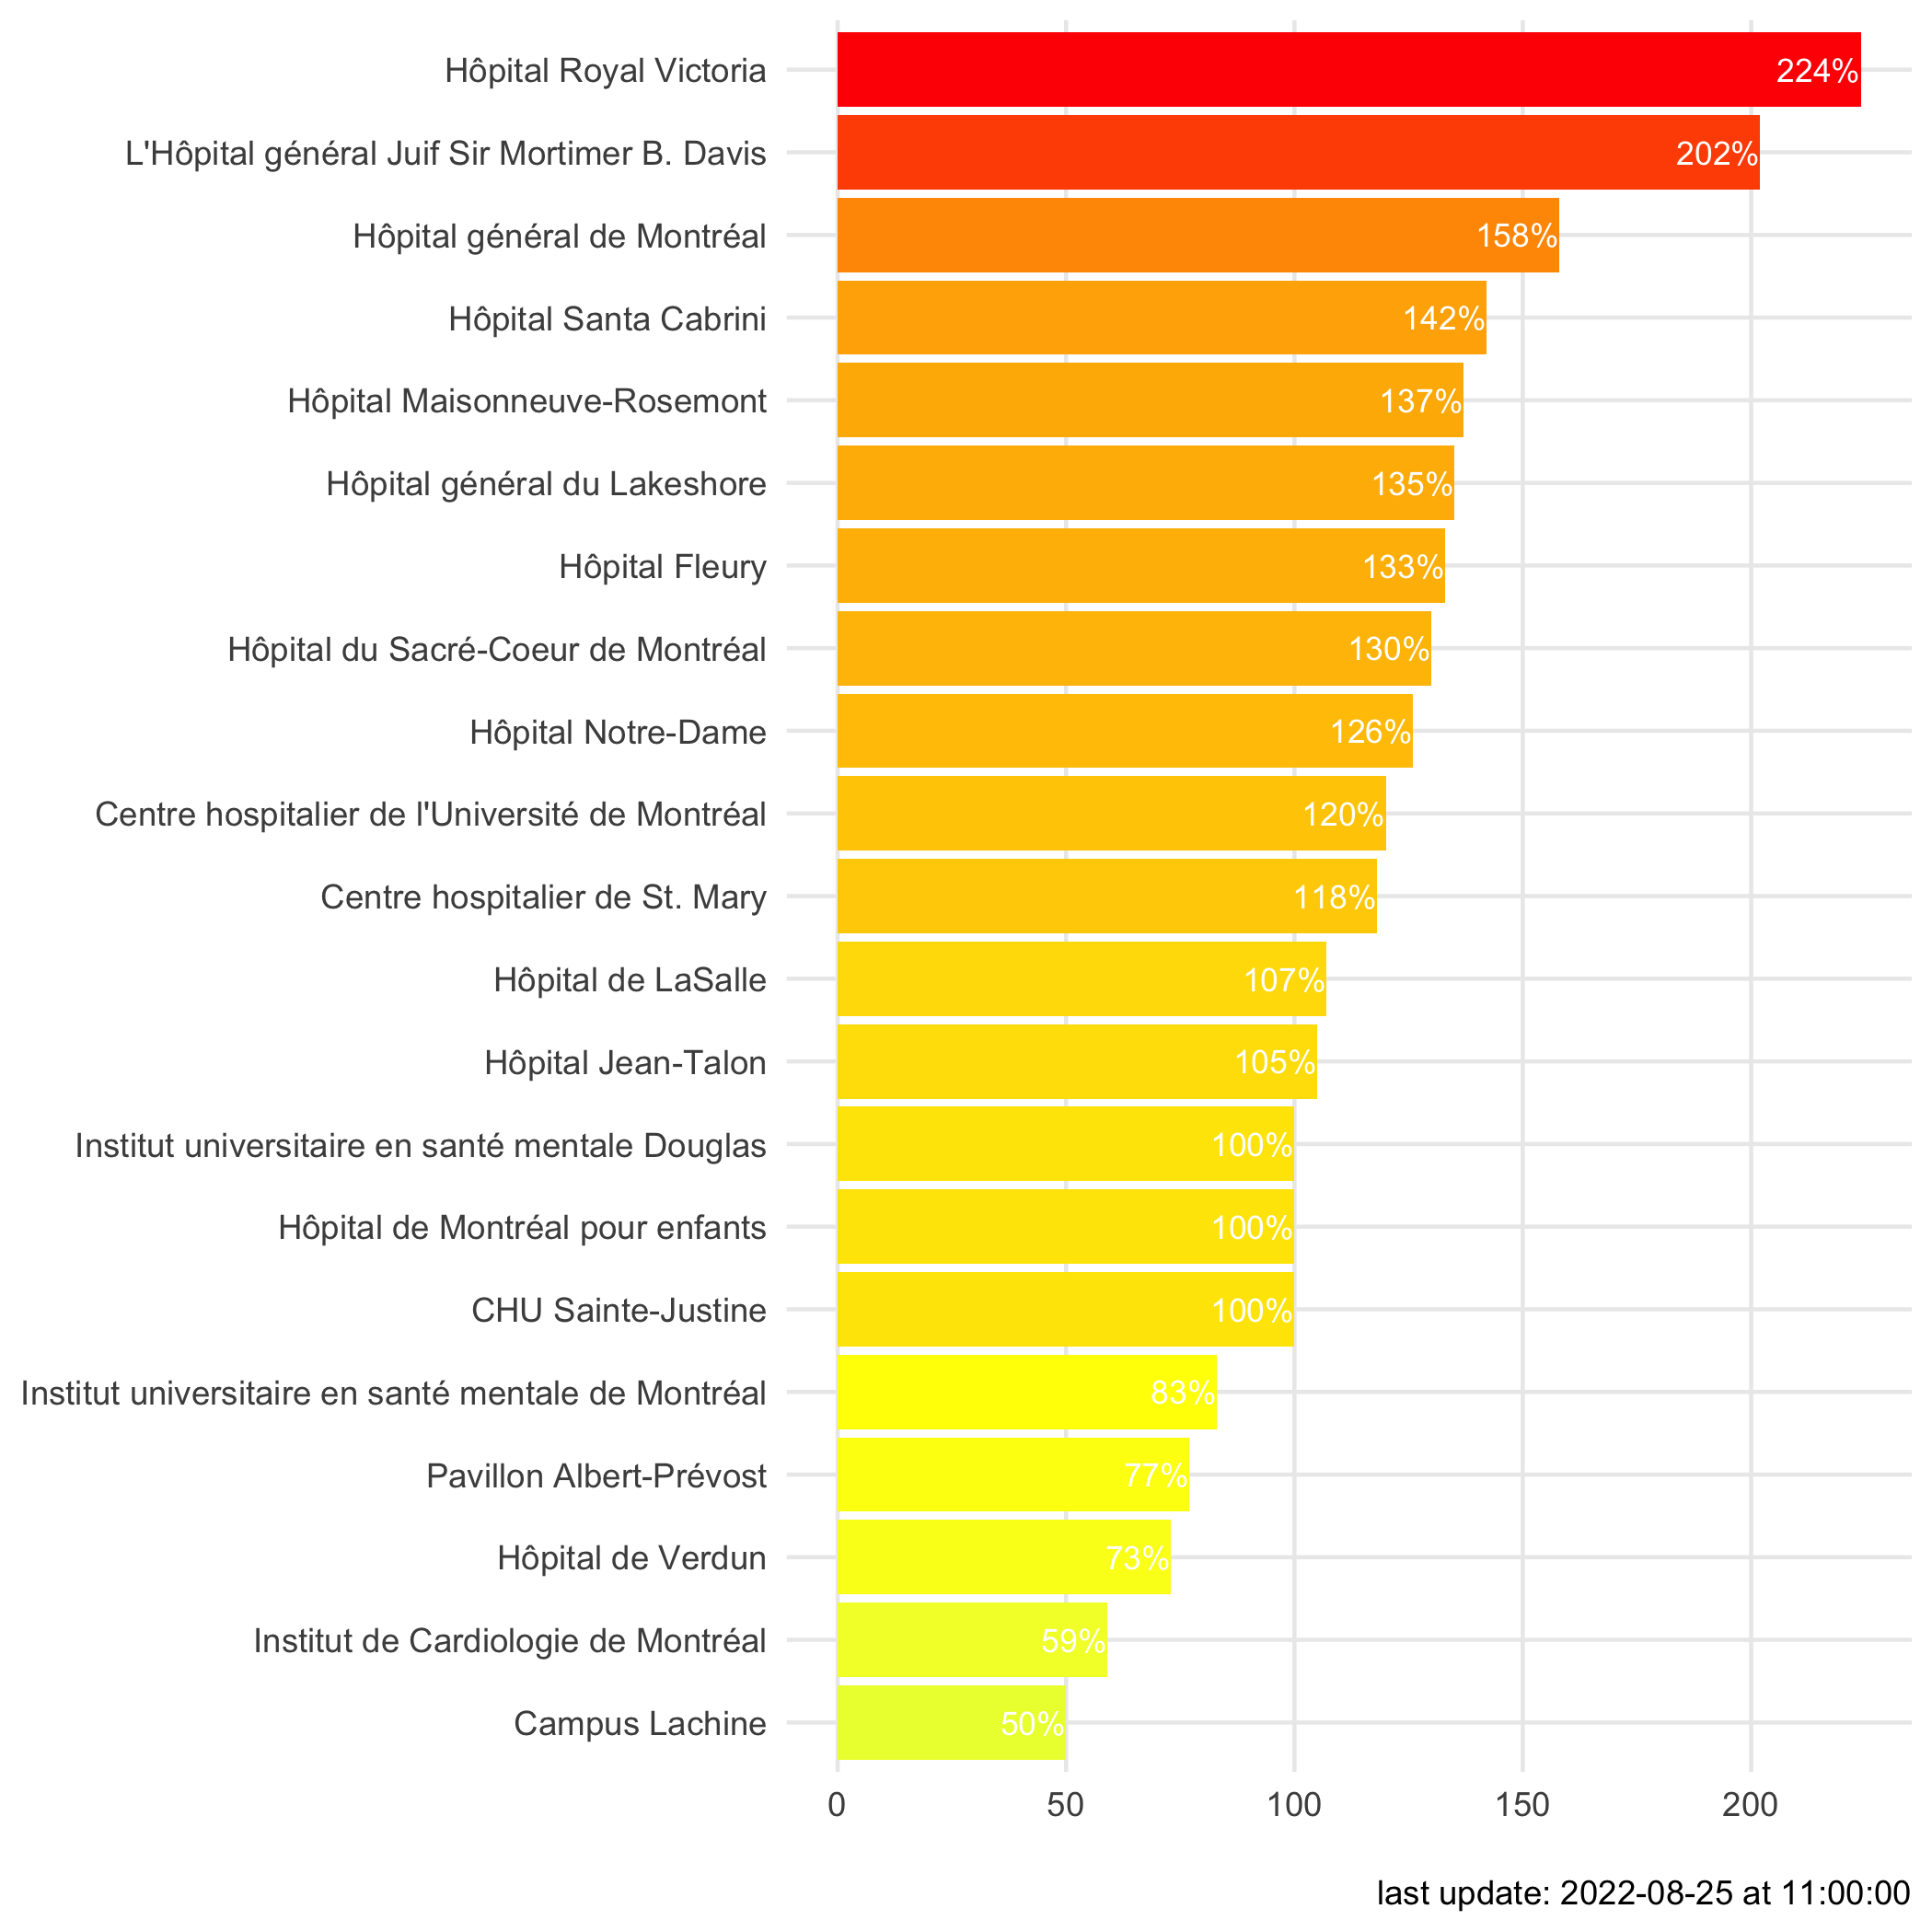 Hôpital Royal Victoria 224%
L'Hôpital général Juif Sir Mortimer B. Davis 202%
Hôpital général de Montréal 158%
Hôpital Santa Cabrini 142%
Hôpital Maisonneuve-Rosemont 137%
Hôpital général du Lakeshore 135%
Hôpital Fleury 133%
Hôpital du Sacré-Coeur de Montréal 130%
Hôpital Notre-Dame 126%
Centre hospitalier de l'Université de Montréal 120%
Centre hospitalier de St. Mary 118%
Hôpital de LaSalle 107%
Hôpital Jean-Talon 105%
Institut universitaire en santé mentale Douglas 100%
Hôpital de Montréal pour enfants 100%
CHU Sainte-Justine 100%
Institut universitaire en santé mentale de Montréal 83%
Pavillon Albert-Prévost 77%
Hôpital de Verdun 73%
Institut de Cardiologie de Montréal 59%
Campus Lachine 50%
0 50 100 150 200
last update: 2022-08-25 at 11:00:00